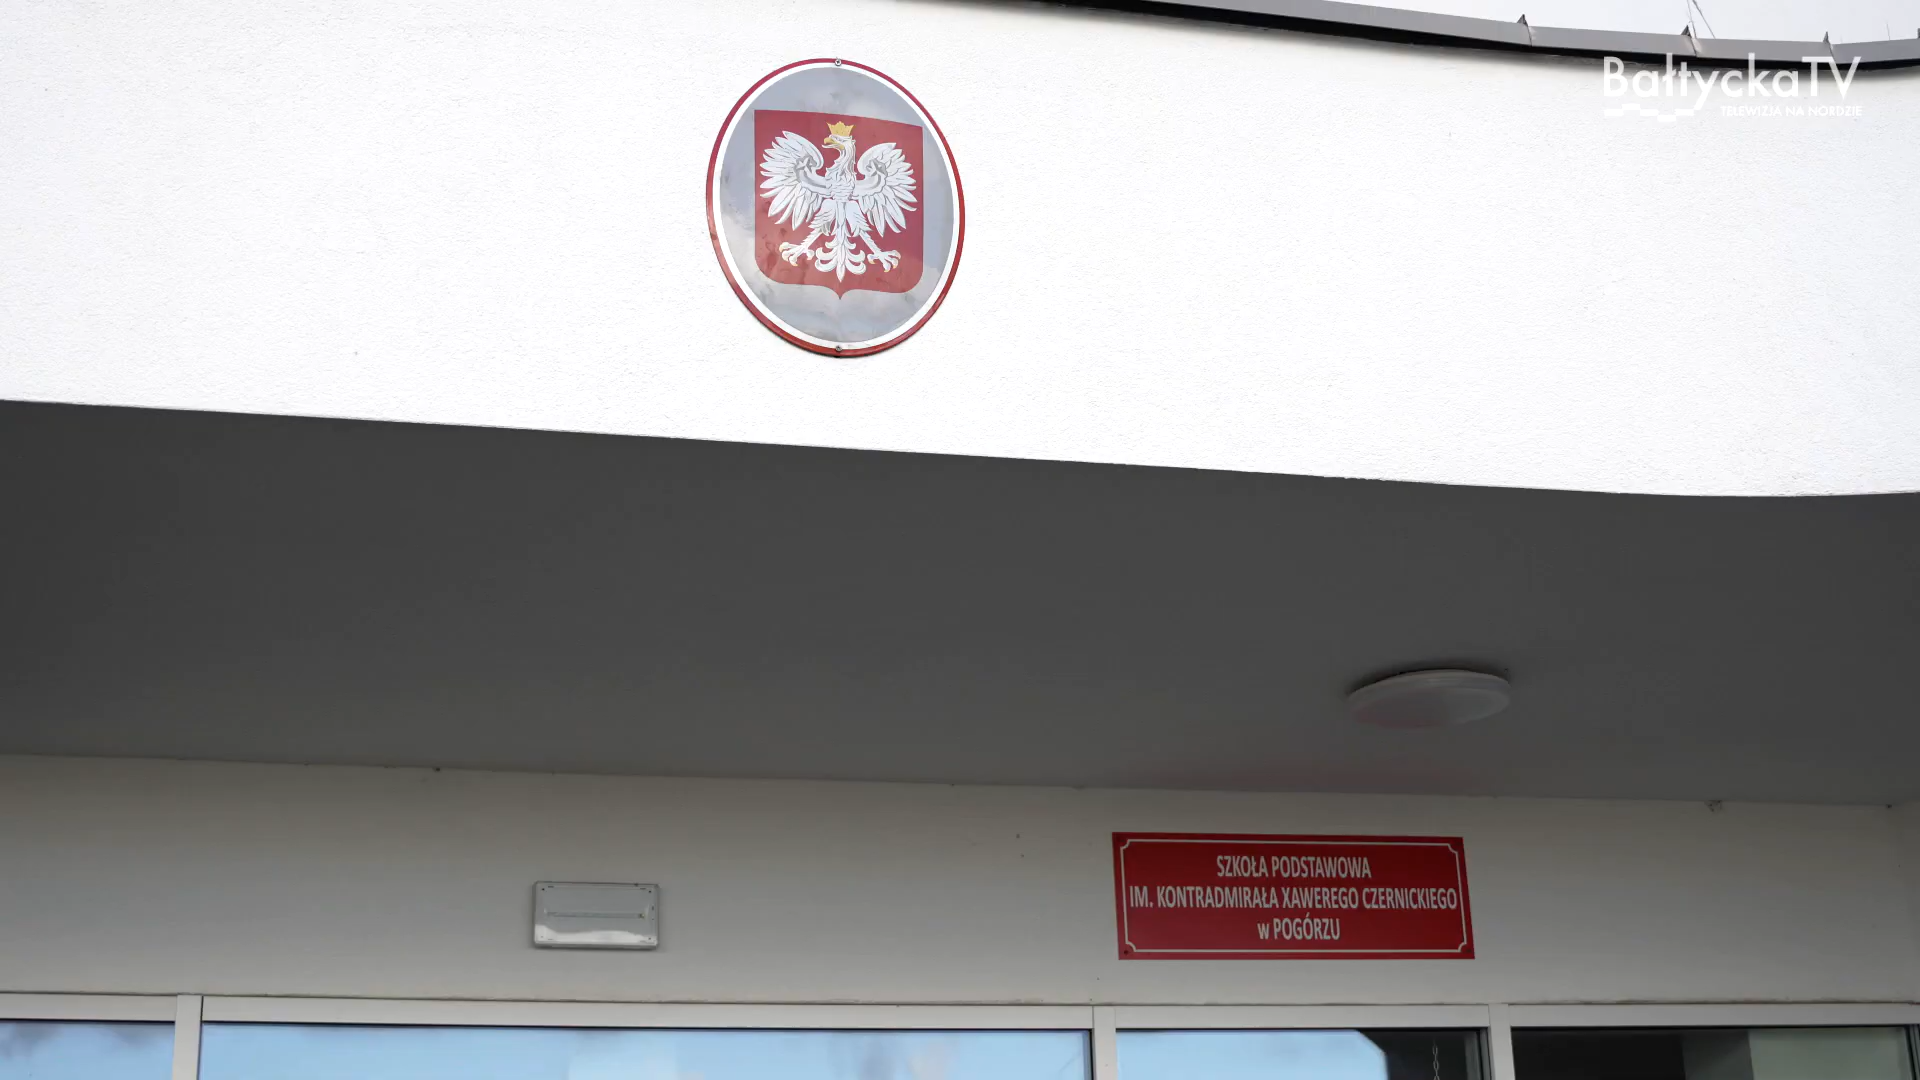 BałtyckaTV
TELEWIZJA NA NORDZIE
SZKOŁA PODSTAWOWA
IM. KONTRADMIRAŁA XAWEREGO CZERNICKIEGO
w POGÓRZU